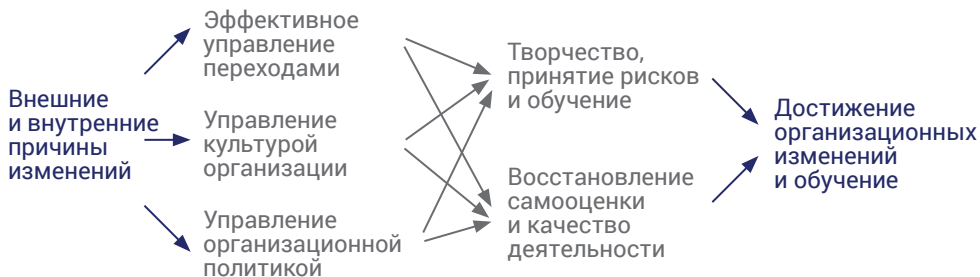 Внешние
и внутренние
причины
изменений
Эффективное
управление
переходами
Управление
культурой
организации
Управление
организационной
политикой
Творчество,
принятие рисков
и обучение
Восстановление
самооценки
и качество
деятельности
Достижение
организационных
изменений
и обучение